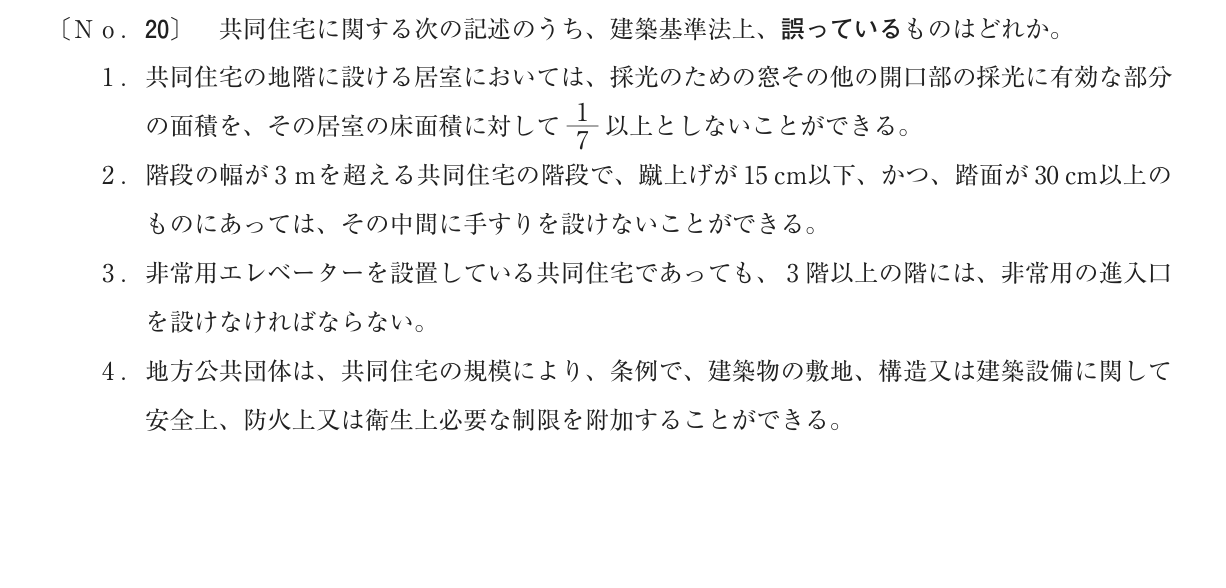 〔Ｎｏ．20〕　共同住宅に関する次の記述のうち、建築基準法上、誤っているものはどれか。
１．共同住宅の地階に設ける居室においては、採光のための窓その他の開口部の採光に有効な部分
の面積を、その居室の床面積に対して 1/7 以上としないことができる。
２．階段の幅が３ｍを超える共同住宅の階段で、蹴上げが 15 cm以下、かつ、踏面が 30 cm以上の
ものにあっては、その中間に手すりを設けないことができる。
３．非常用エレベーターを設置している共同住宅であっても、３階以上の階には、非常用の進入口
を設けなければならない。
４．地方公共団体は、共同住宅の規模により、条例で、建築物の敷地、構造又は建築設備に関して
安全上、防火上又は衛生上必要な制限を附加することができる。